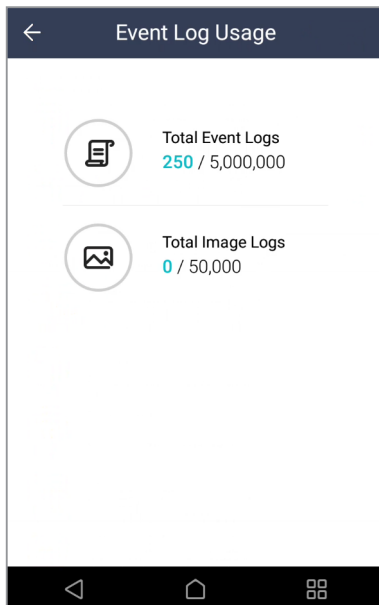 Event Log Usage
Total Event Logs
250 / 5,000,000
Total Image Logs
0 / 50,000